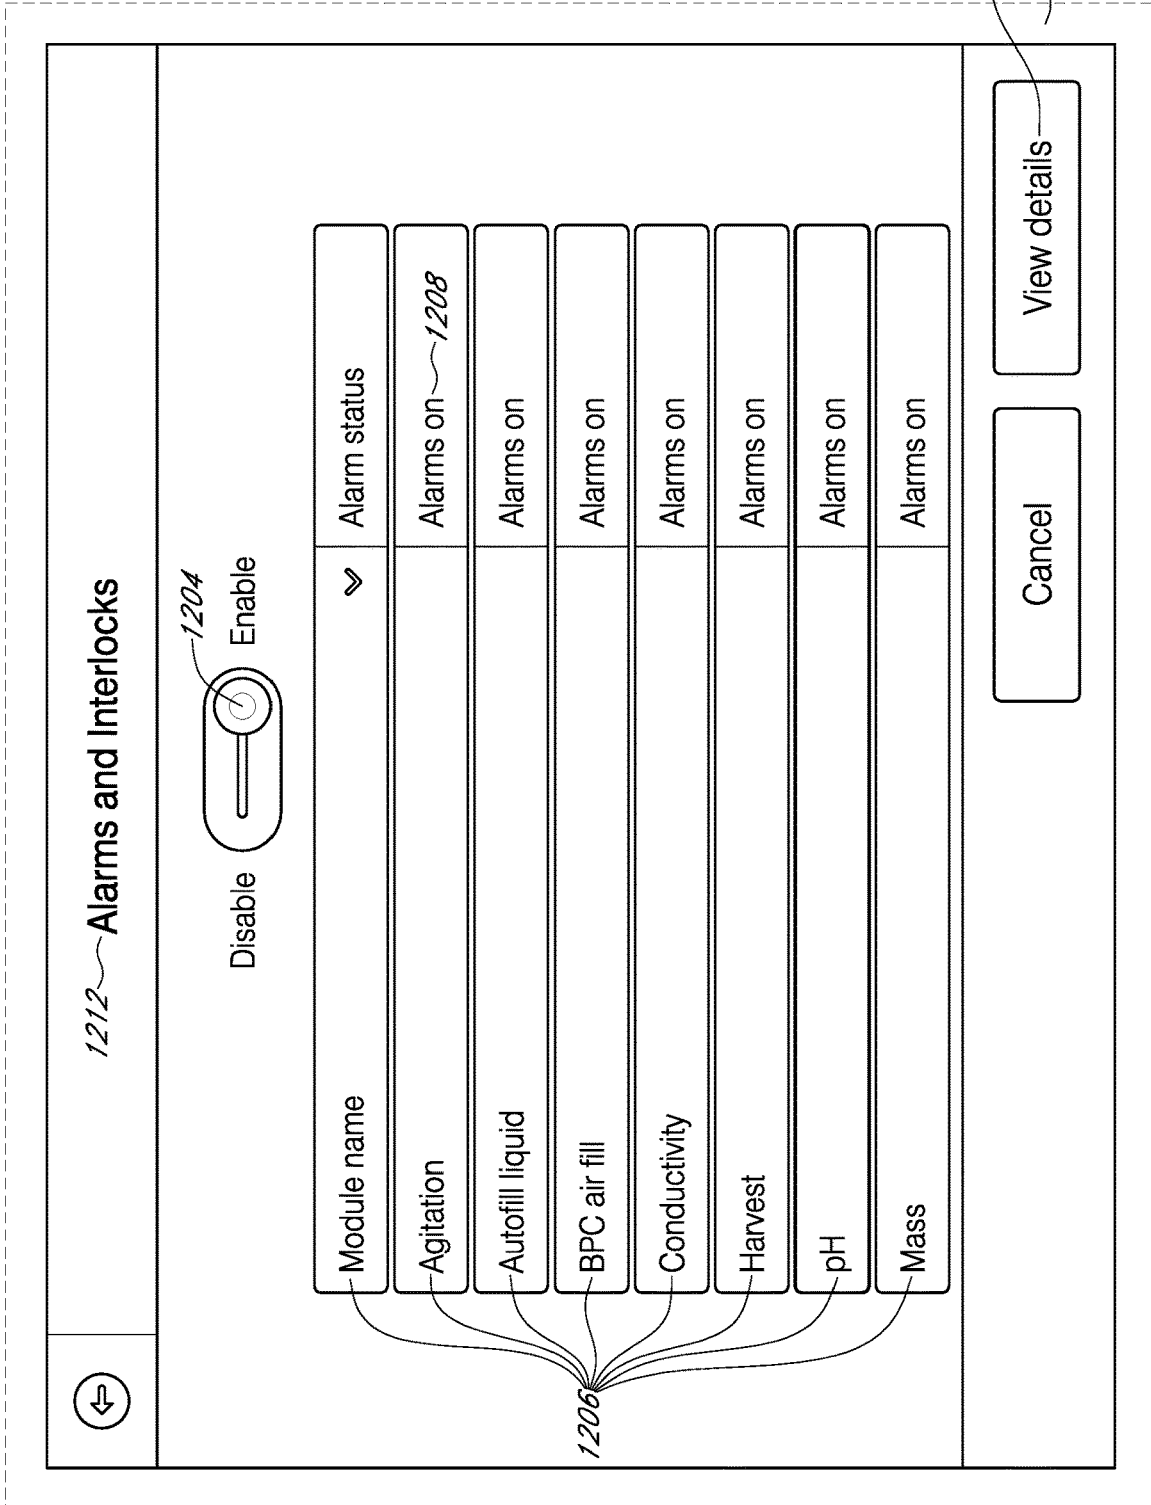 1212 Alarms and Interlocks
1204
Disable Enable
Module name Alarm status
Agitation Alarms on 1208
Autofill liquid Alarms on
BPC air fill Alarms on
Conductivity Alarms on
Harvest Alarms on
pH Alarms on
Mass Alarms on
1206
Cancel View details